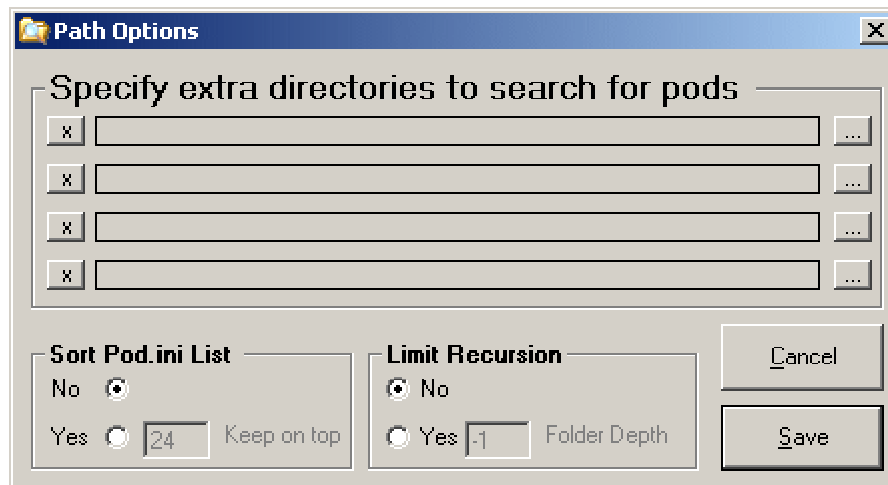 Path Options
Specify extra directories to search for pods
x ...
x ...
x ...
x ...
Sort Pod.ini List
No
Yes 24 Keep on top
Limit Recursion
No
Yes -1 Folder Depth
Cancel
Save